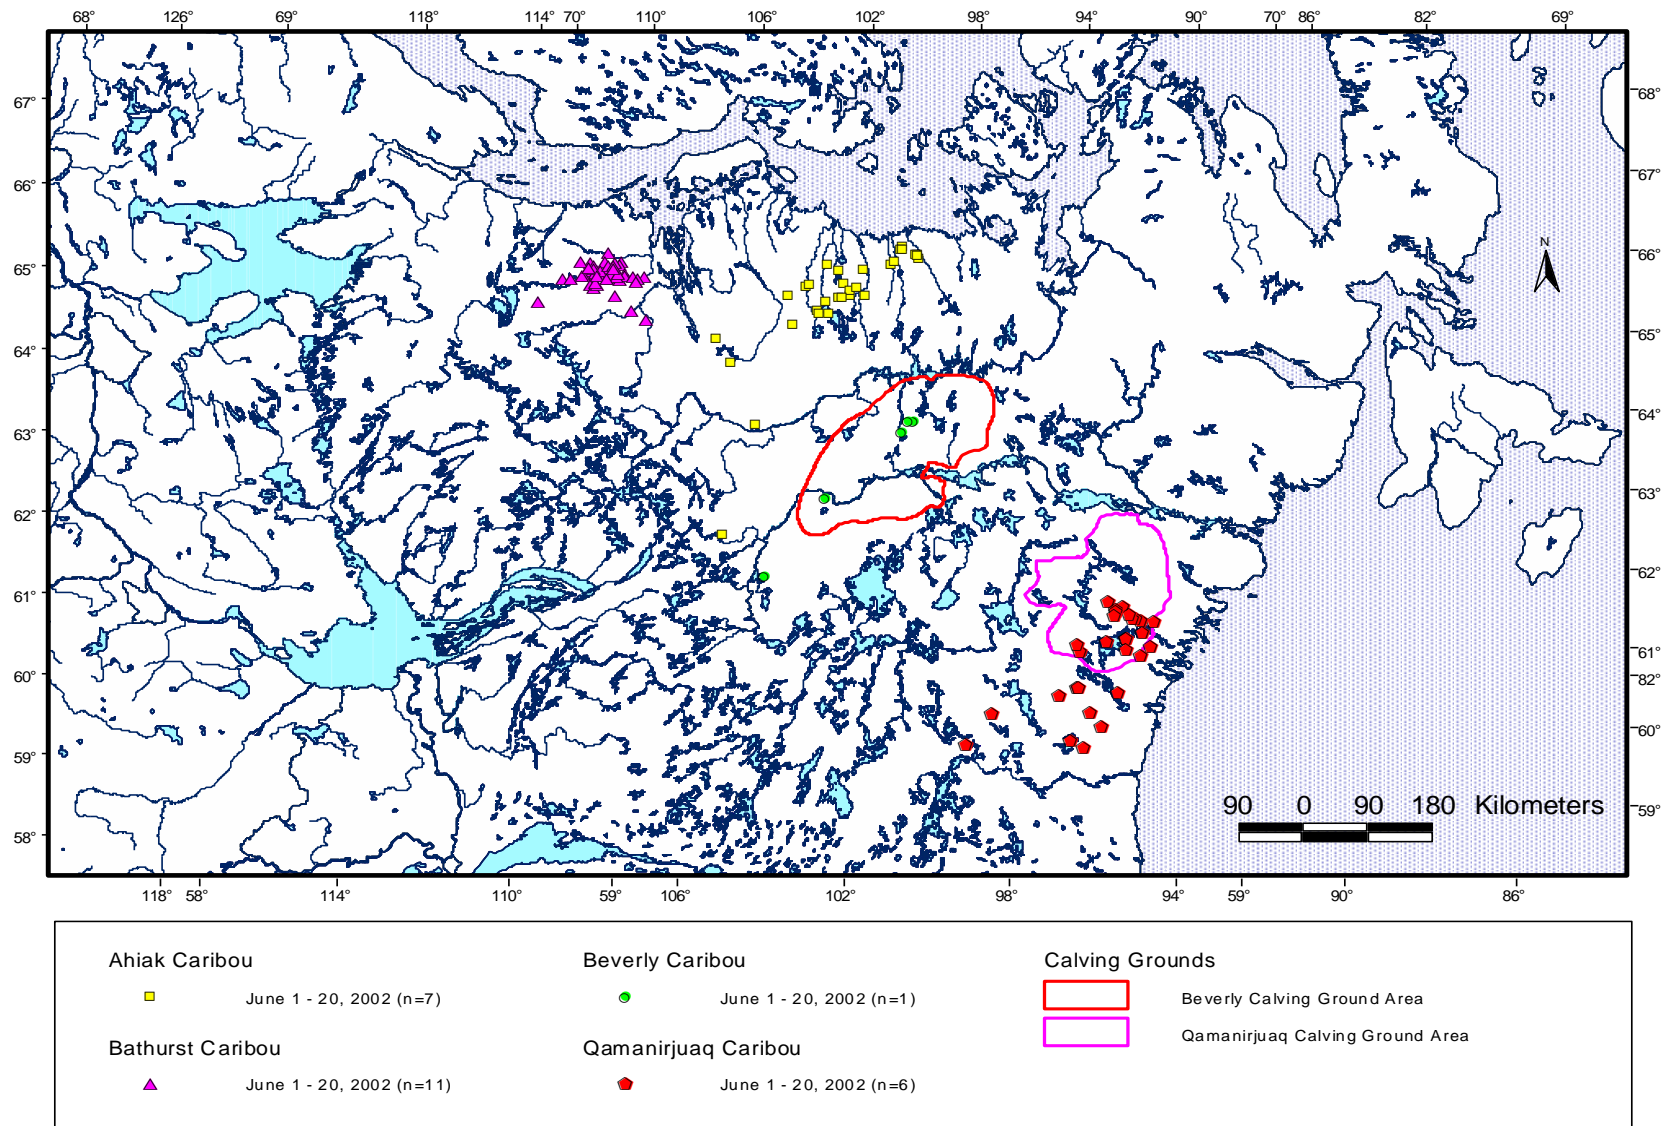 68° 126° 69° 118° 114° 70° 110° 106° 102° 98° 94° 90° 70° 86° 82° 69°
67° 68°
66° 67°
N
65° 66°
64° 65°
63° 64°
62° 63°
61° 62°
60° 61°
82°
59° 60°
90 0 90 180 Kilometers
58° 59°
118° 58° 114° 110° 59° 106° 102° 98° 94° 59° 90° 86°
Ahiak Caribou
June 1 - 20, 2002 (n=7)
Bathurst Caribou
June 1 - 20, 2002 (n=11)
Beverly Caribou
June 1 - 20, 2002 (n=1)
Qamanirjuaq Caribou
June 1 - 20, 2002 (n=6)
Calving Grounds
Beverly Calving Ground Area
Qamanirjuaq Calving Ground Area